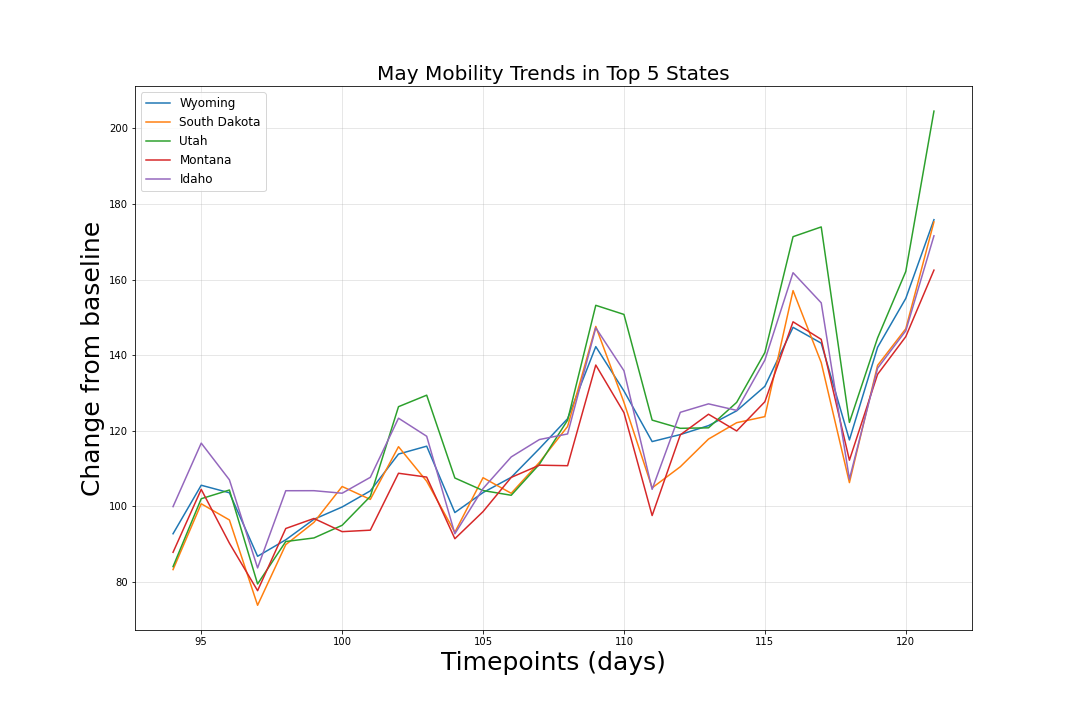 May Mobility Trends in Top 5 States
Wyoming
South Dakota
Utah
Montana
Idaho
Change from baseline
200
180
160
140
120
100
80
95
100
105
110
115
120
Timepoints (days)